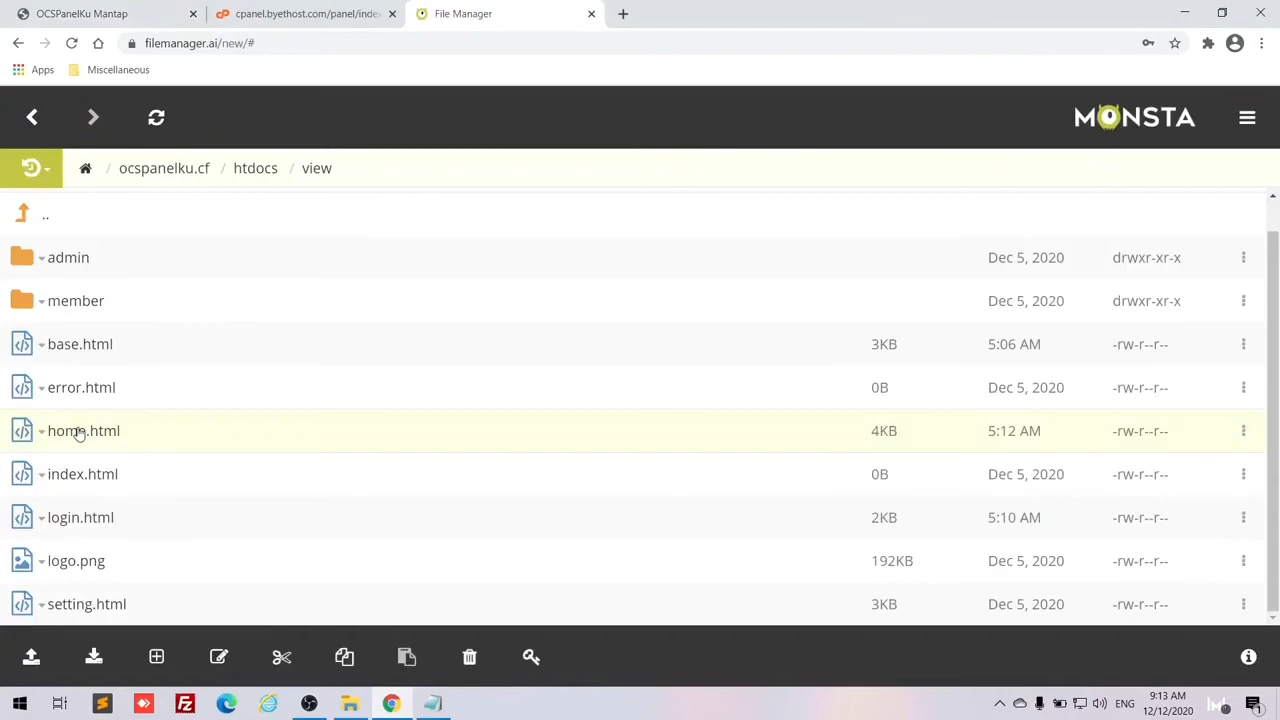 OCSPanelKu Mantap
cpanel.byethost.com/panel/inde
File Manager
filemanager.ai/new/#
Apps
Miscellaneous
MONSTA
/ ocspanelku.cf / htdocs / view
..
admin Dec 5, 2020 drwxr-xr-x
member Dec 5, 2020 drwxr-xr-x
base.html 3KB 5:06 AM -rw-r--r--
error.html 0B Dec 5, 2020 -rw-r--r--
home.html 4KB 5:12 AM -rw-r--r--
index.html 0B Dec 5, 2020 -rw-r--r--
login.html 2KB 5:10 AM -rw-r--r--
logo.png 192KB Dec 5, 2020 -rw-r--r--
setting.html 3KB Dec 5, 2020 -rw-r--r--
ENG
9:13 AM
12/12/2020
1